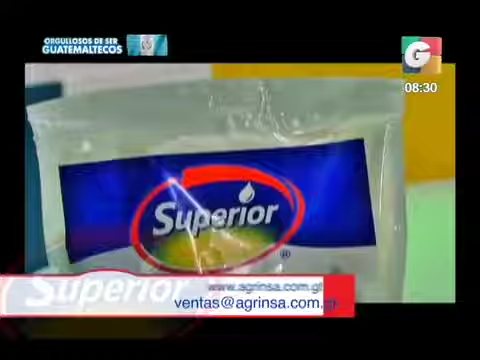 ORGULLOSOS DE SER
GUATEMALTECOS
G
08:30
Superior
®
Superior
www.agrinsa.com.gt
ventas@agrinsa.com.gt